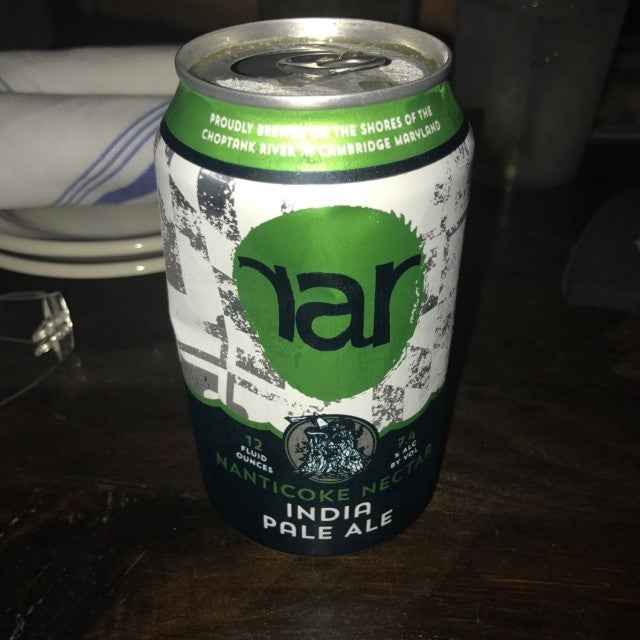 PROUDLY BREWED ON THE SHORES OF THE
CHOPTANK RIVER IN CAMBRIDGE MARYLAND
rar
12
FLUID
OUNCES
7.4
% ALC
BY VOL
NANTICOKE NECTAR
INDIA
PALE ALE